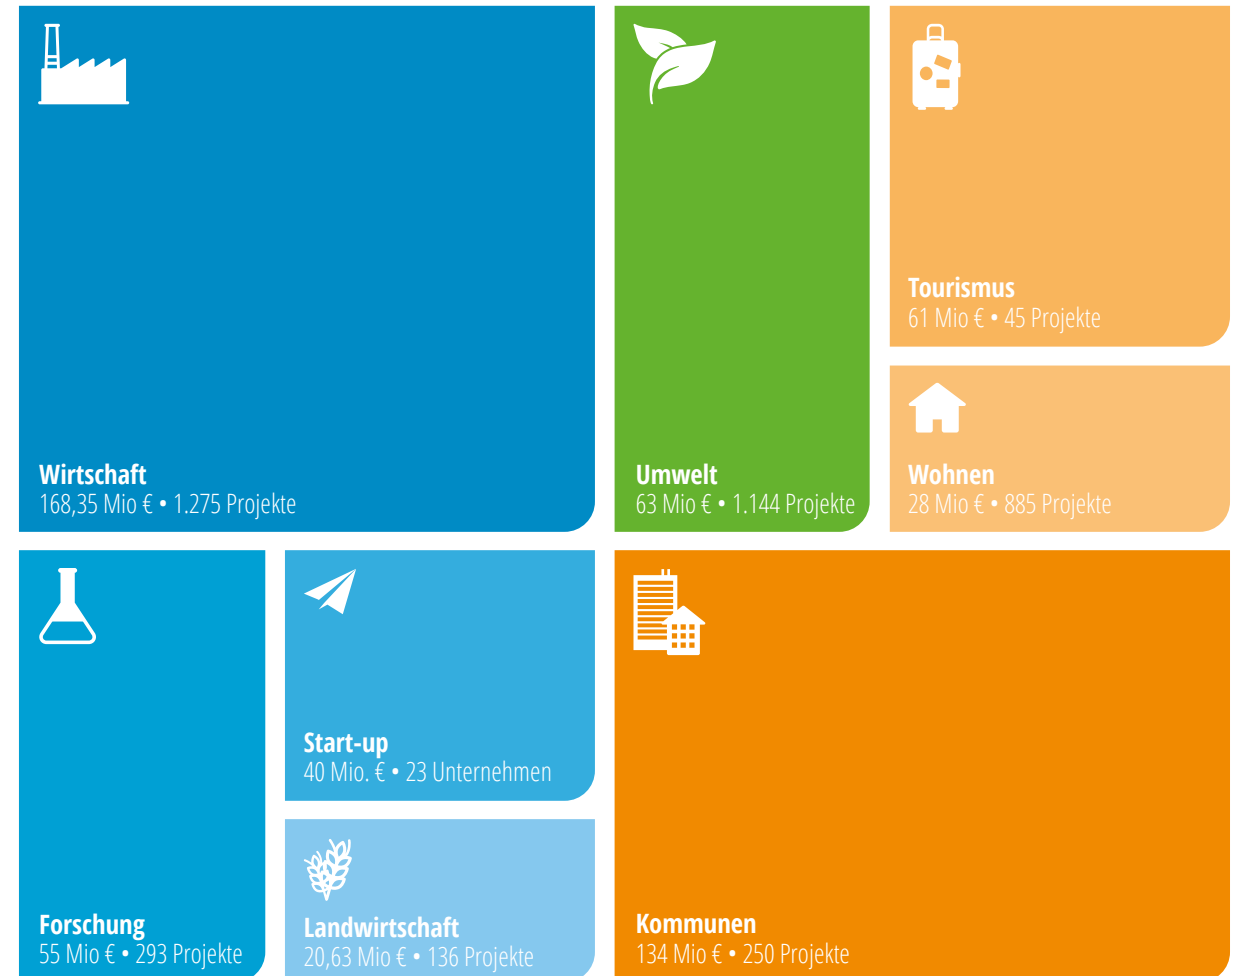 Wirtschaft
168,35 Mio € • 1.275 Projekte
Umwelt
63 Mio € • 1.144 Projekte
Tourismus
61 Mio € • 45 Projekte
Wohnen
28 Mio € • 885 Projekte
Forschung
55 Mio € • 293 Projekte
Start-up
40 Mio. € • 23 Unternehmen
Landwirtschaft
20,63 Mio € • 136 Projekte
Kommunen
134 Mio € • 250 Projekte